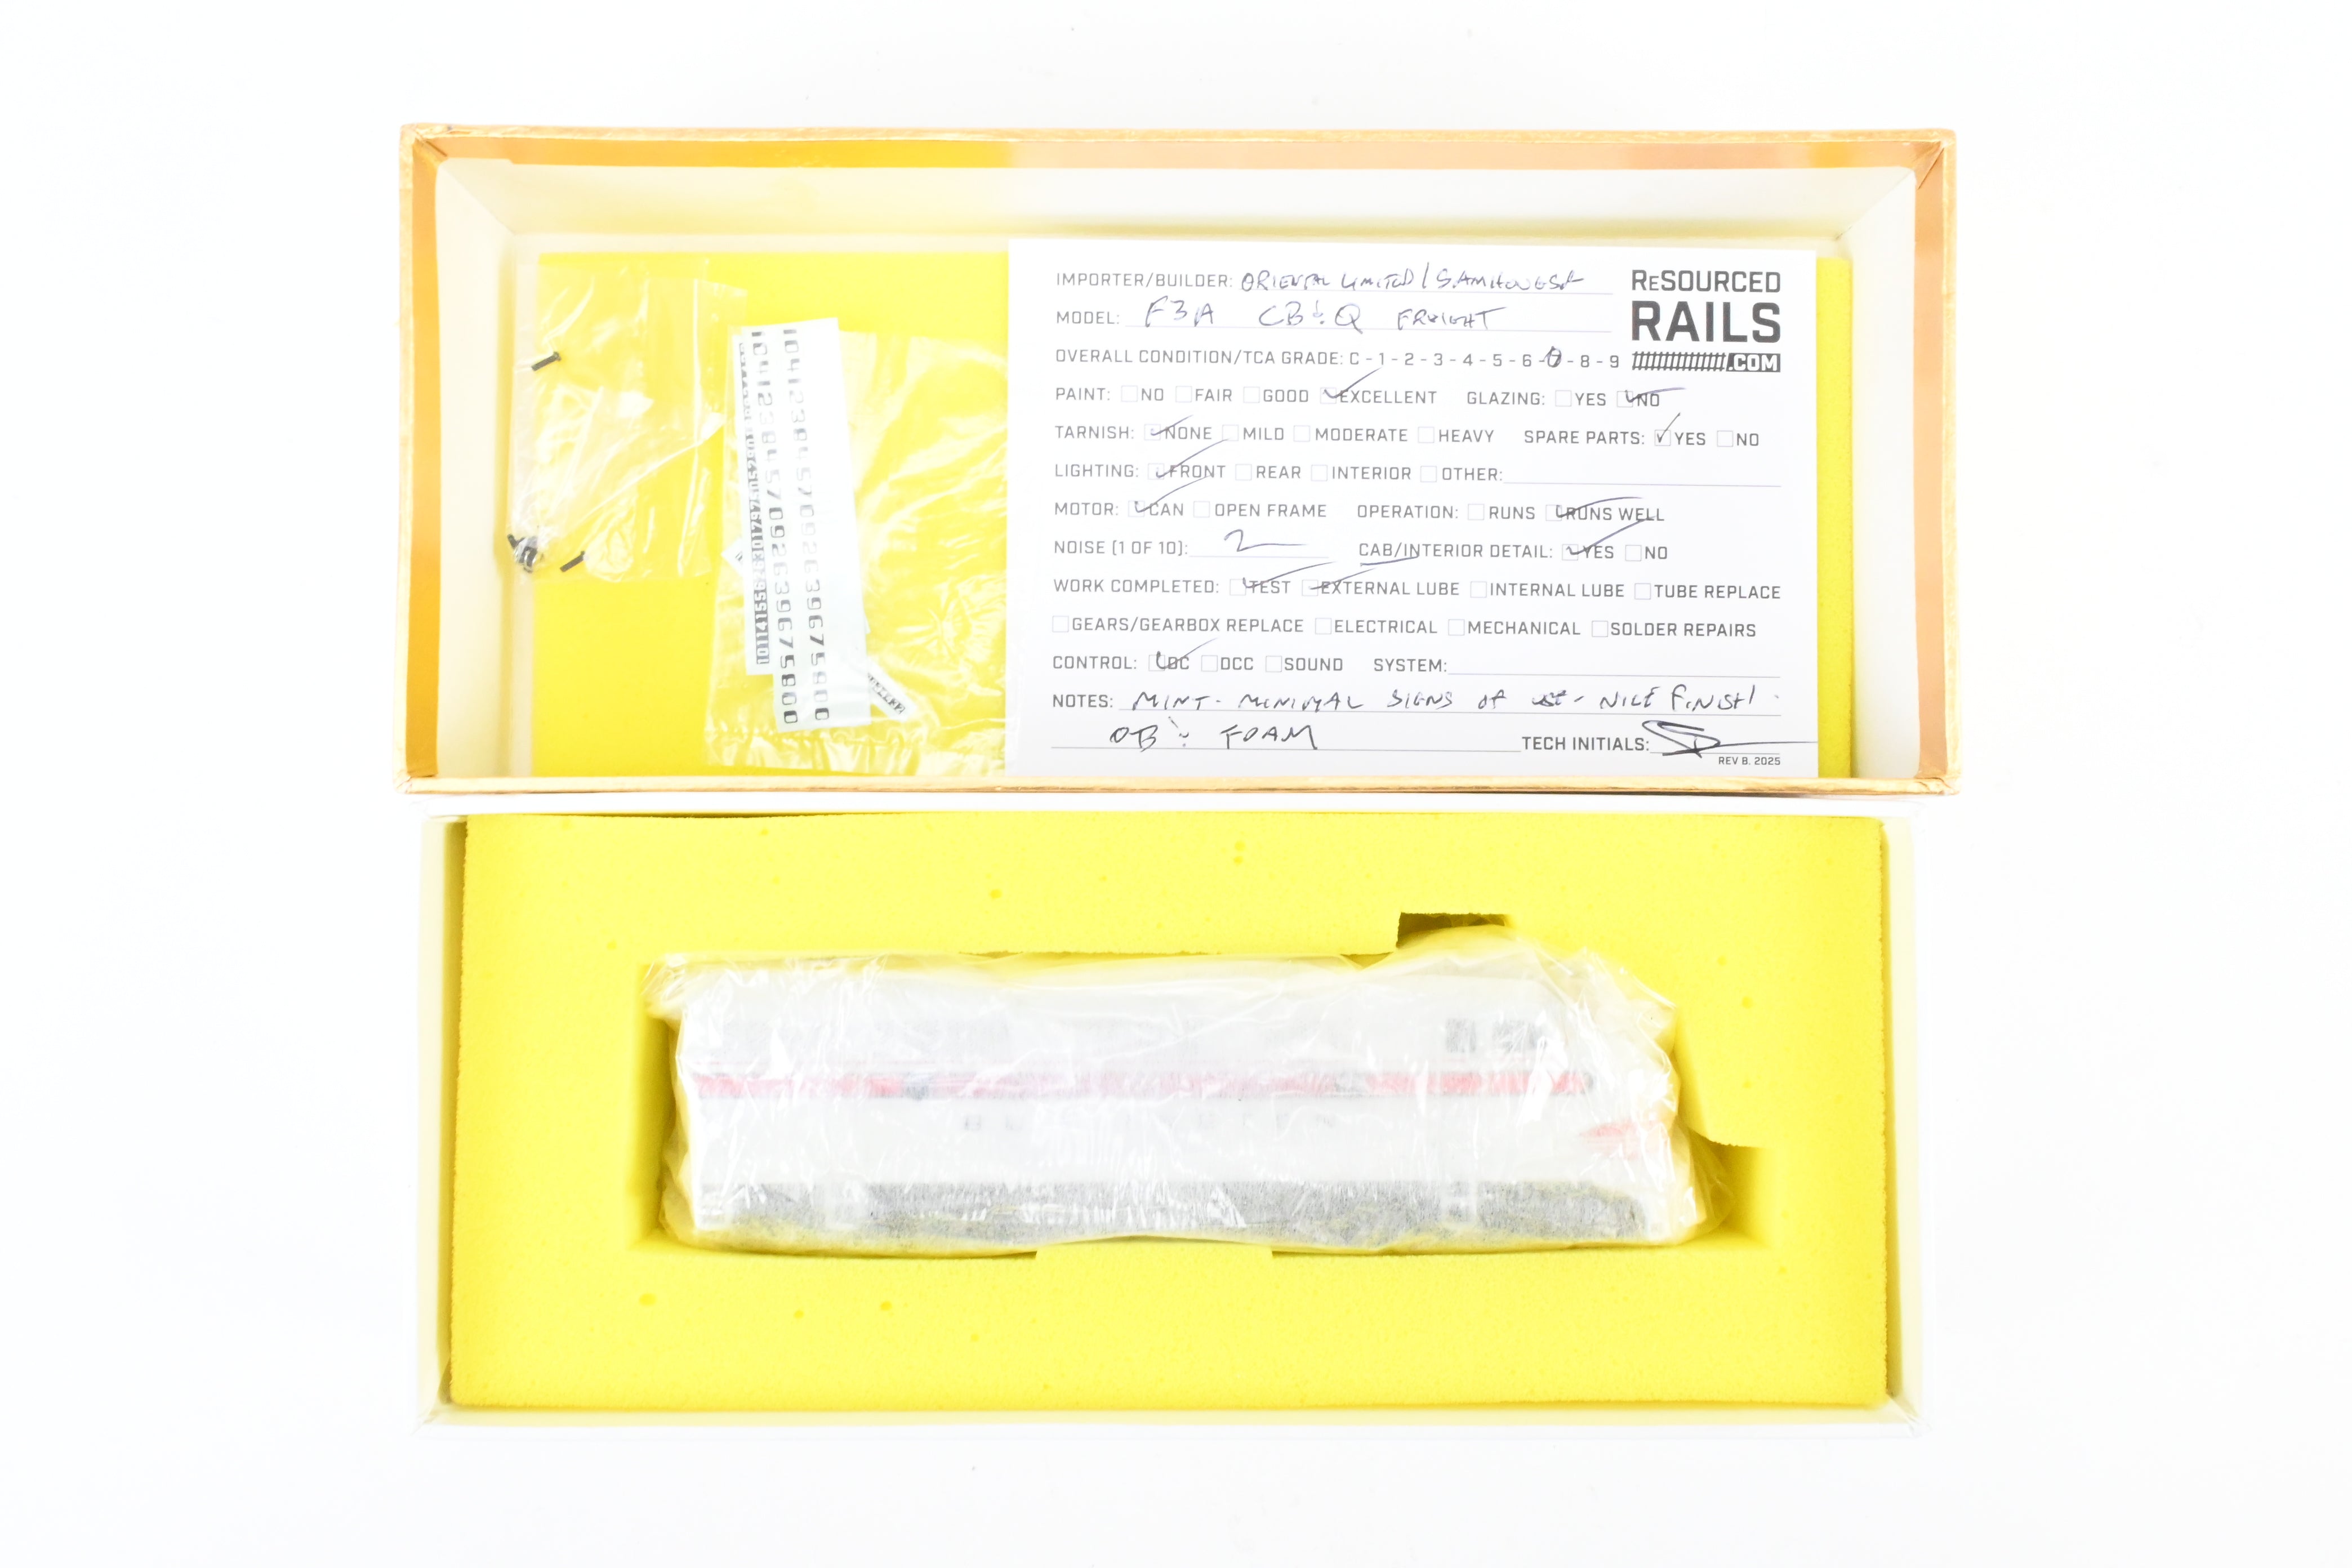 IMPORTER/BUILDER: ORIENTAL LIMITED / SAMHONGSA
MODEL: F3A CB & Q FREIGHT
RESOURCED
RAILS
.COM
OVERALL CONDITION/TCA GRADE: C - 1 - 2 - 3 - 4 - 5 - 6 - - 8 - 9
PAINT: NO FAIR GOOD EXCELLENT GLAZING: YES NO
TARNISH: NONE MILD MODERATE HEAVY SPARE PARTS: YES NO
LIGHTING: FRONT REAR INTERIOR OTHER:
MOTOR: CAN OPEN FRAME OPERATION: RUNS RUNS WELL
NOISE (1 OF 10): 2 CAB/INTERIOR DETAIL: YES NO
WORK COMPLETED: TEST EXTERNAL LUBE INTERNAL LUBE TUBE REPLACE
GEARS/GEARBOX REPLACE ELECTRICAL MECHANICAL SOLDER REPAIRS
CONTROL: DC DCC SOUND SYSTEM:
NOTES: MINT - MINIMAL SIGNS OF USE - NICE FINISH!
OB & FOAM TECH INITIALS:
REV B. 2025